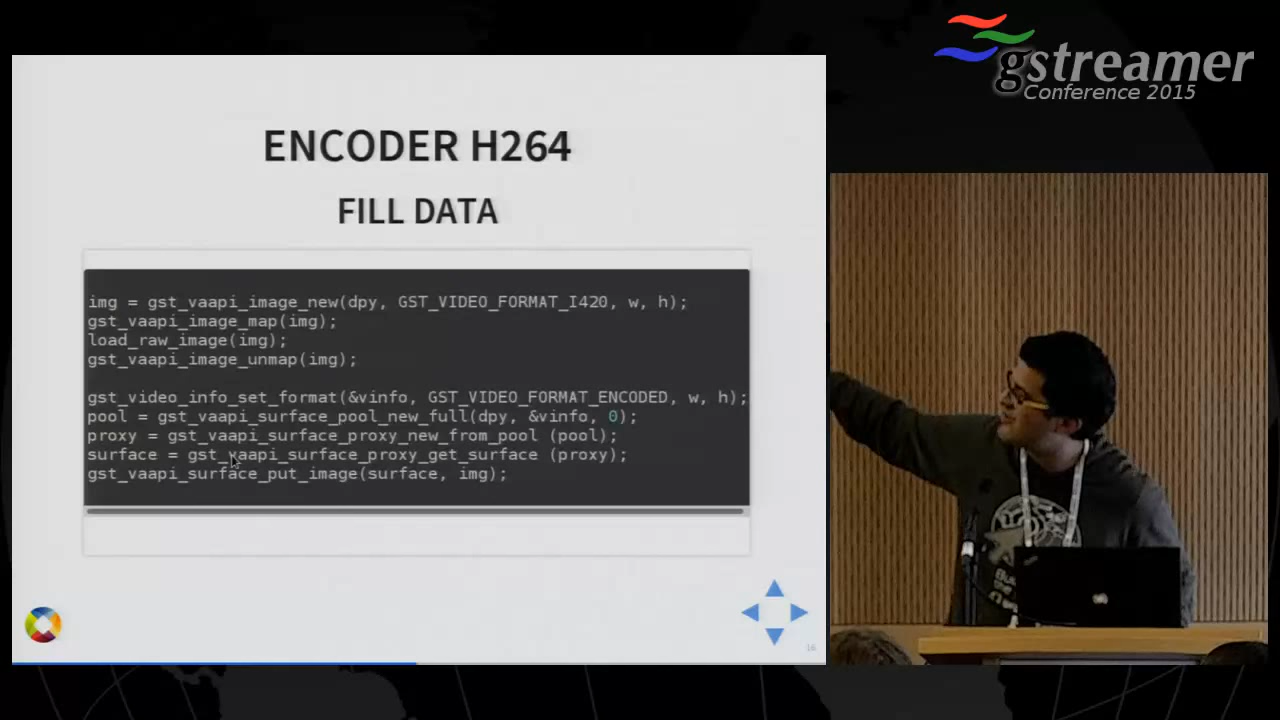 gstreamer
Conference 2015
ENCODER H264
FILL DATA
img = gst_vaapi_image_new(dpy, GST_VIDEO_FORMAT_I420, w, h);
gst_vaapi_image_map(img);
load_raw_image(img);
gst_vaapi_image_unmap(img);
gst_video_info_set_format(&vinfo, GST_VIDEO_FORMAT_ENCODED, w, h);
pool = gst_vaapi_surface_pool_new_full(dpy, &vinfo, 0);
proxy = gst_vaapi_surface_proxy_new_from_pool (pool);
surface = gst_vaapi_surface_proxy_get_surface (proxy);
gst_vaapi_surface_put_image(surface, img);
16